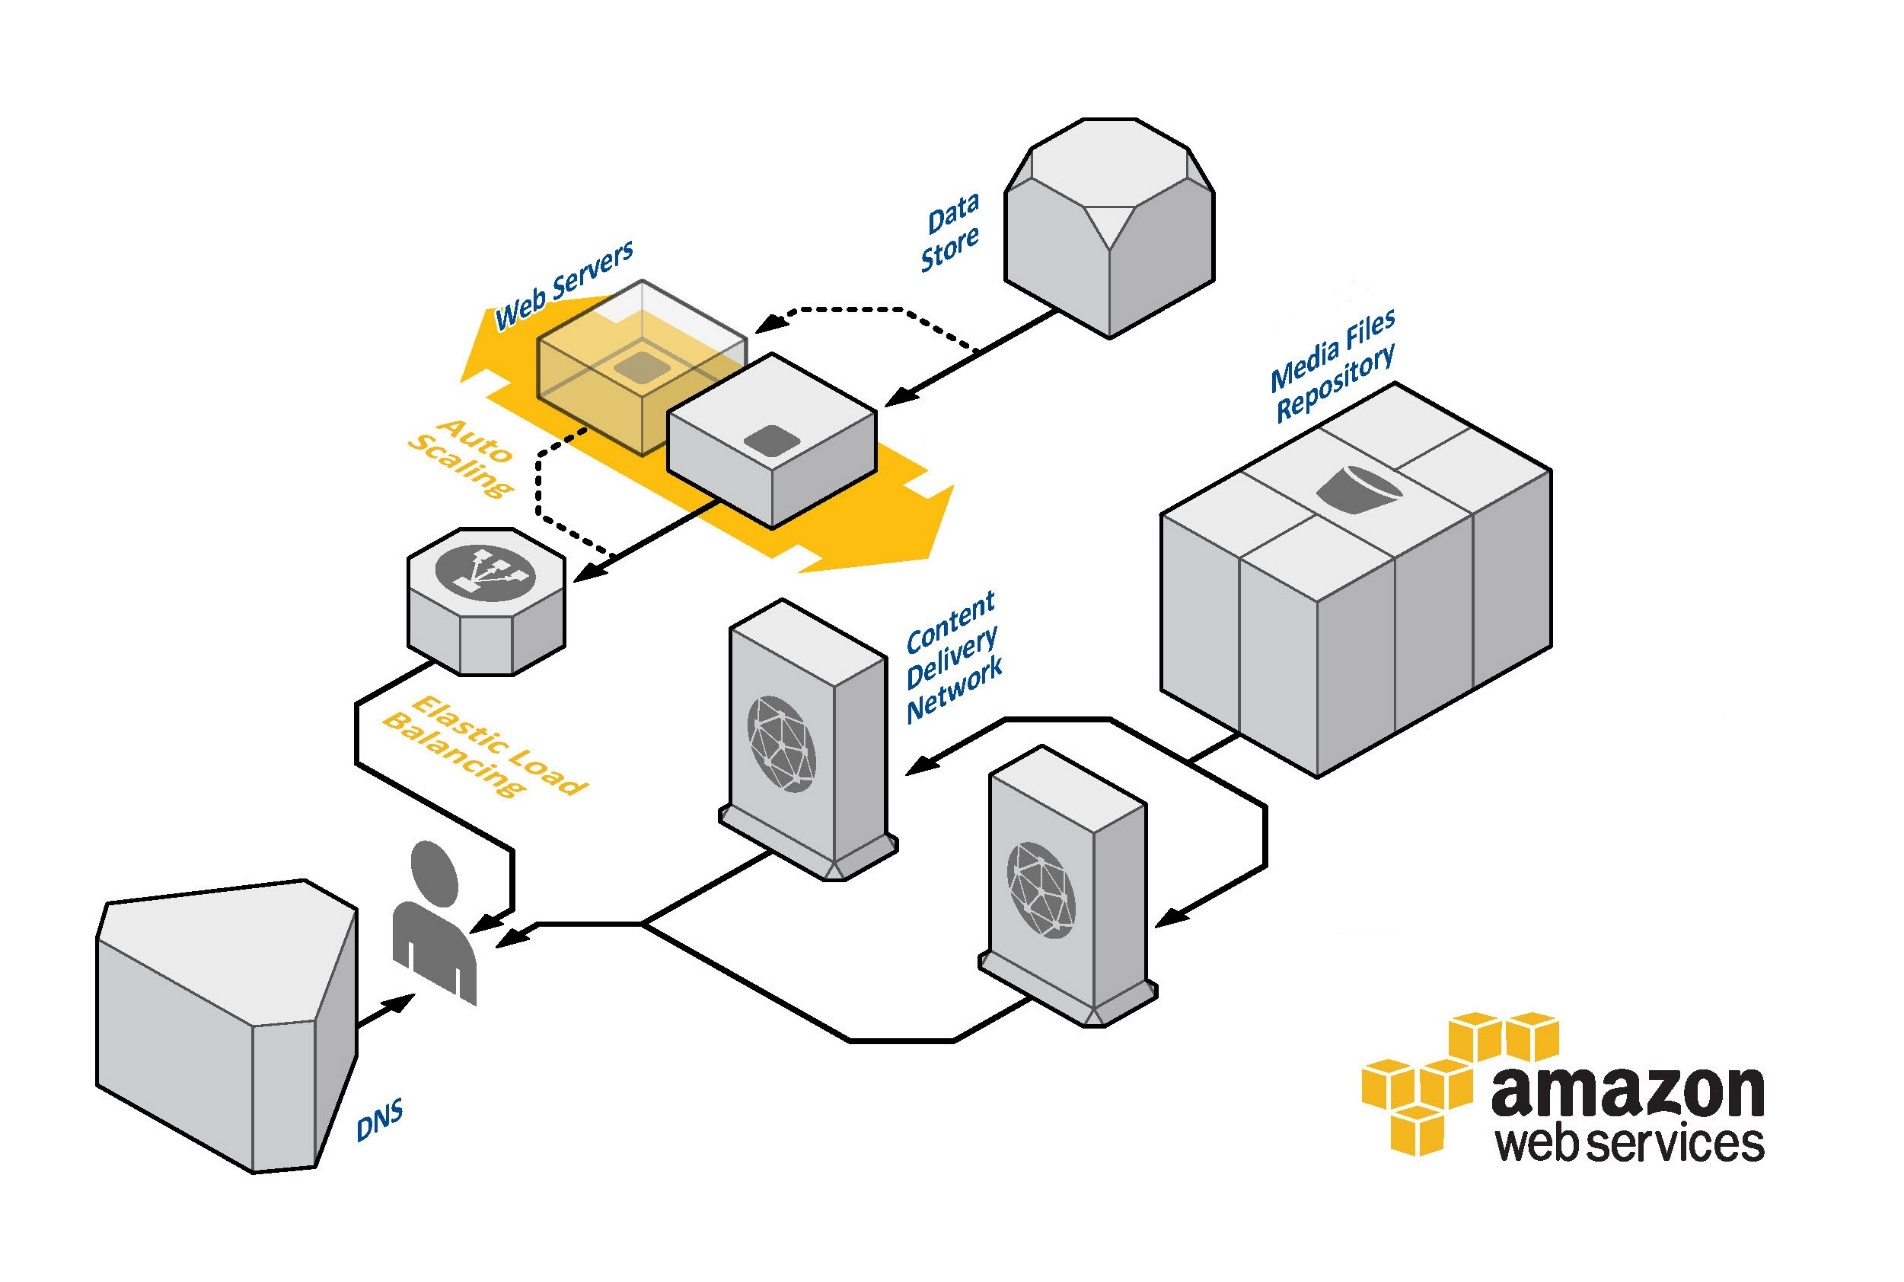 Data
Store
Web Servers
Media Files
Repository
Auto
Scaling
Content
Delivery
Network
Elastic Load
Balancing
DNS
amazon
web services